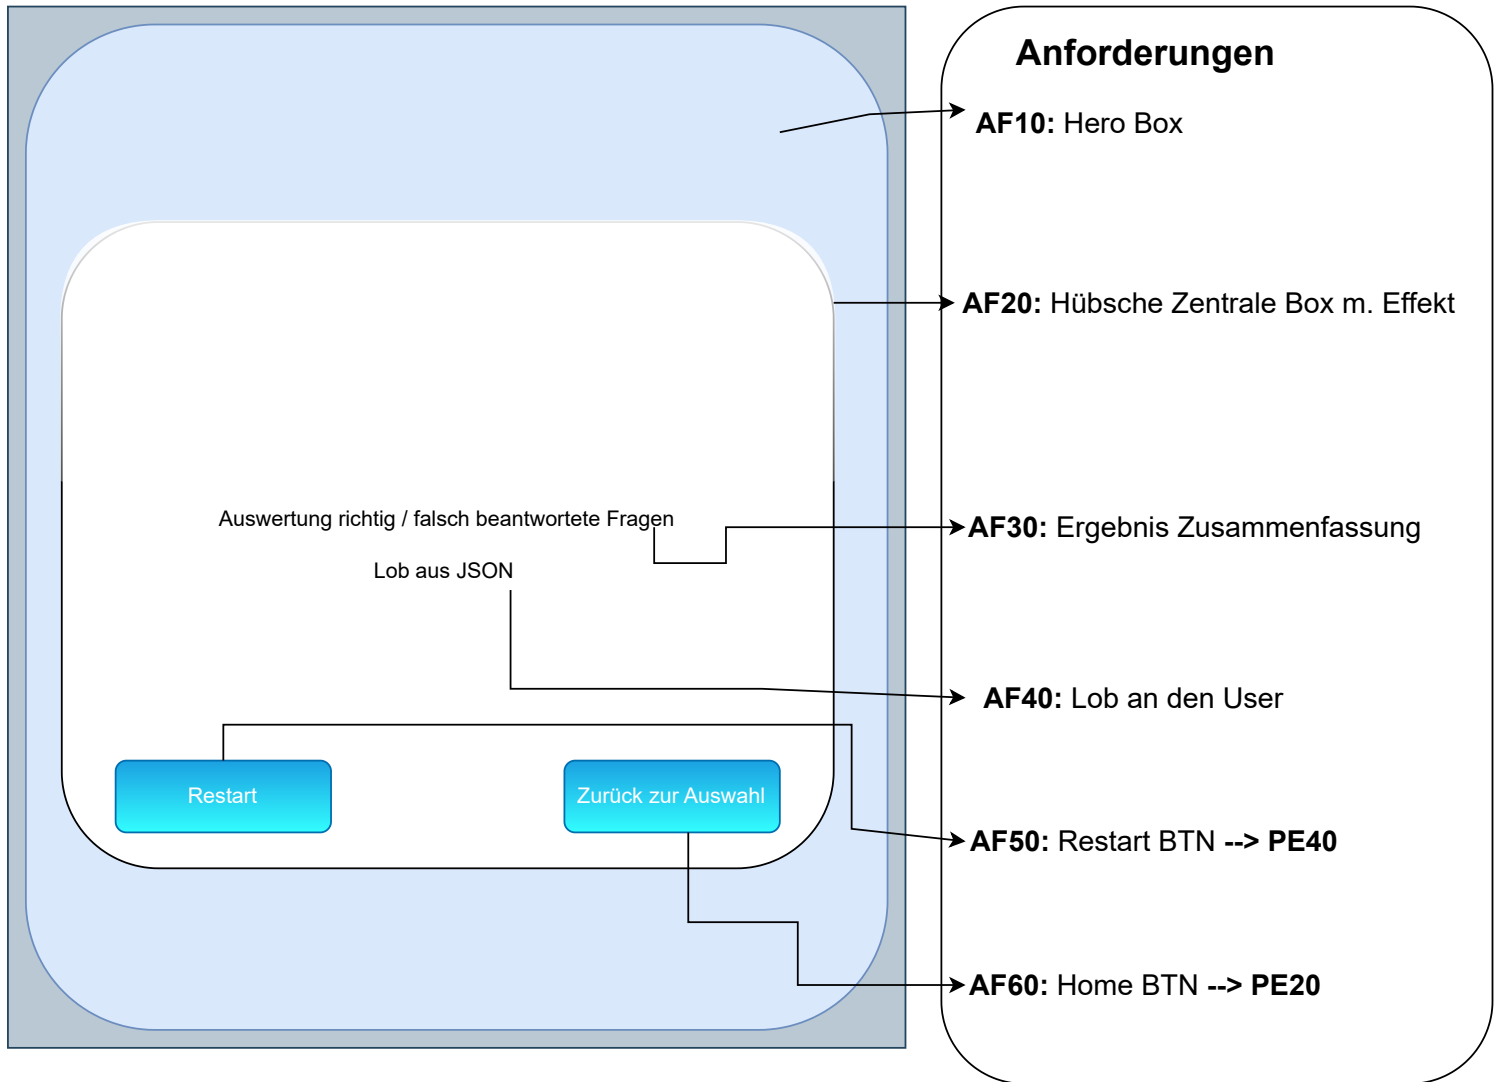 Anforderungen
AF10: Hero Box
AF20: Hübsche Zentrale Box m. Effekt
Auswertung richtig / falsch beantwortete Fragen
AF30: Ergebnis Zusammenfassung
Lob aus JSON
AF40: Lob an den User
Restart
Zurück zur Auswahl
AF50: Restart BTN --> PE40
AF60: Home BTN --> PE20